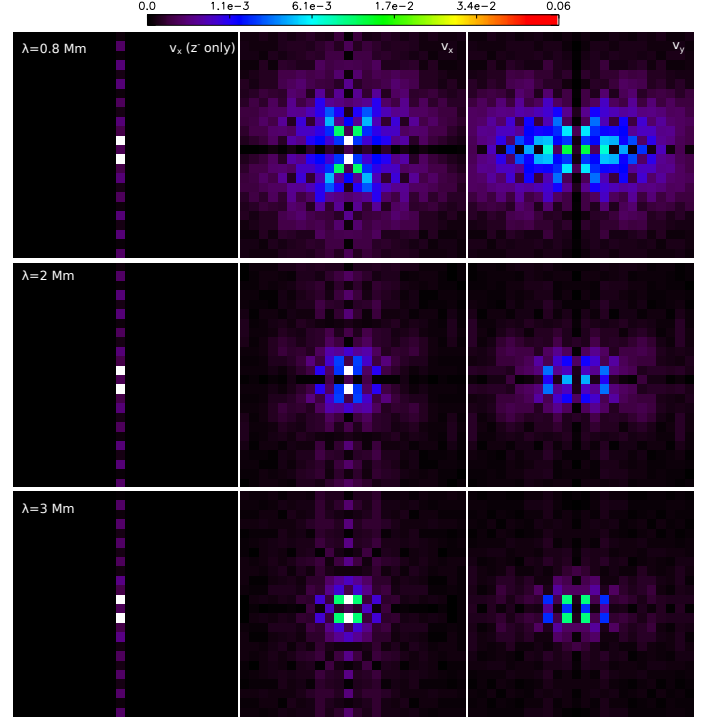 0.0 1.1e−3 6.1e−3 1.7e−2 3.4e−2 0.06
λ=0.8 Mm vₓ (z⁻ only) vₓ v_y
λ=2 Mm
λ=3 Mm